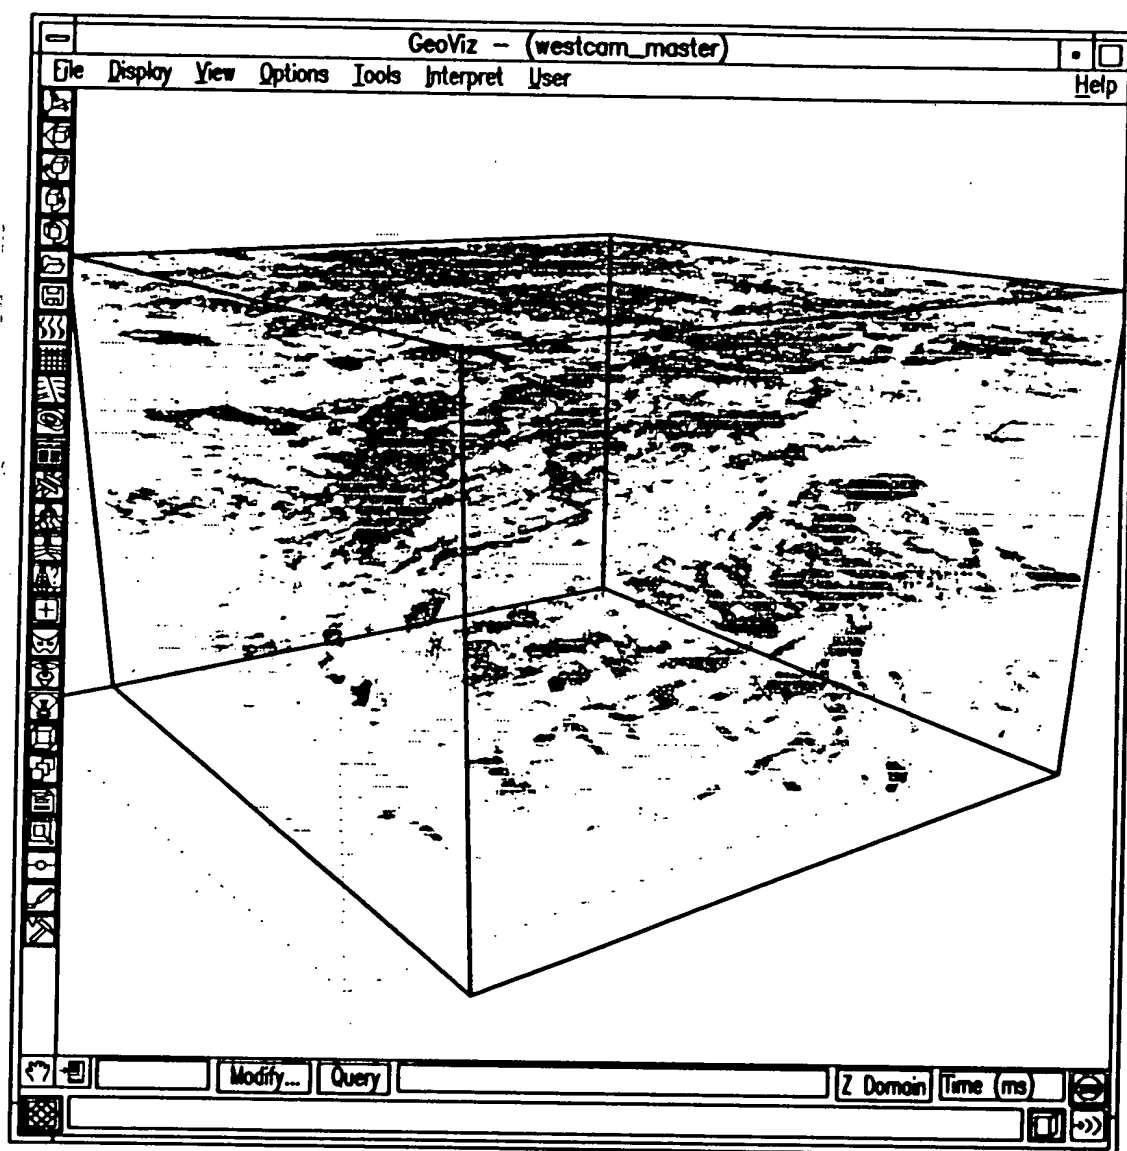 GeoViz - (westcam_master)
File Display View Options Tools Interpret User Help
Modify... Query Z Domain Time (ms)